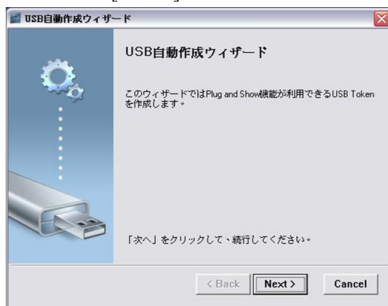 USB自動作成ウィザード
USB自動作成ウィザード
このウィザードではPlug and Show機能が利用できるUSB Token
を作成します。
「次へ」をクリックして、続行してください。
< Back
Next >
Cancel